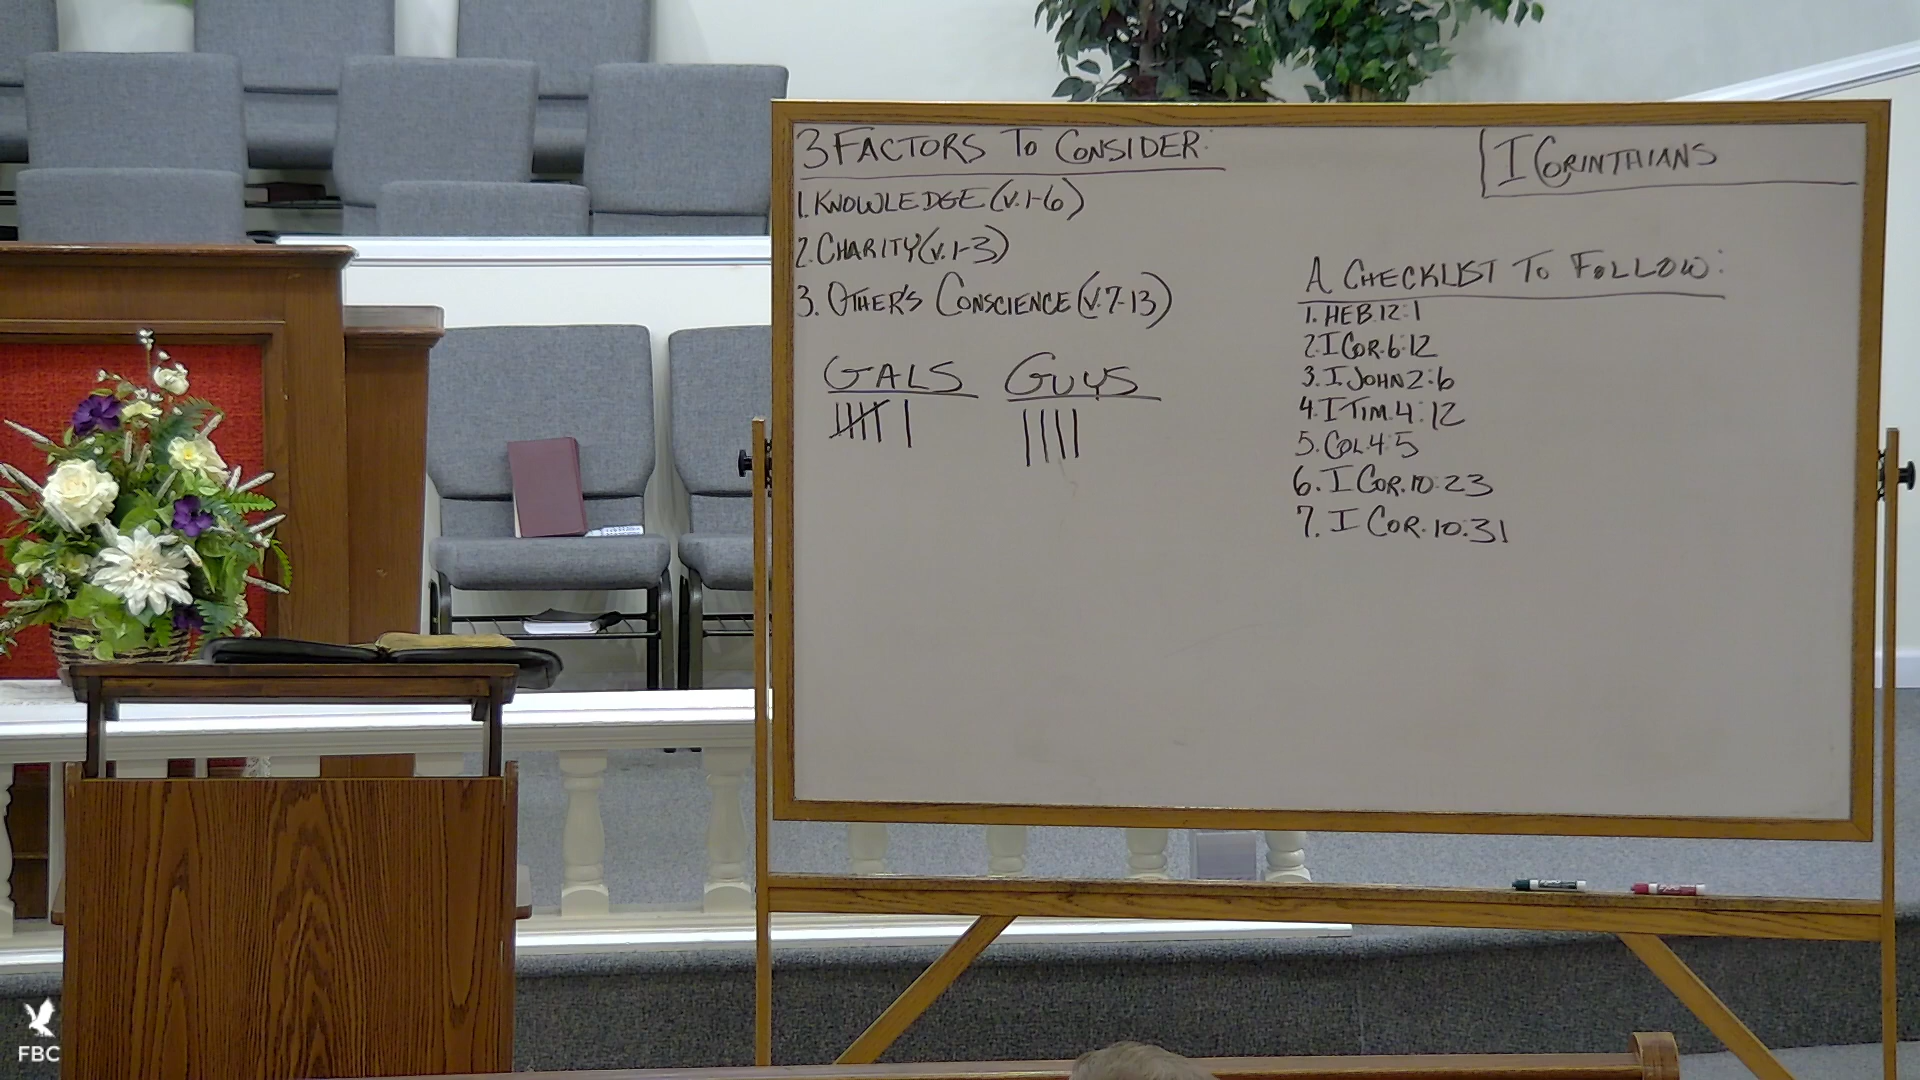 3 FACTORS TO CONSIDER:
1. KNOWLEDGE (V.1-6)
2. CHARITY (V.1-3)
3. OTHER'S CONSCIENCE (V.7-13)
GALS GUYS
I CORINTHIANS
A CHECKLIST TO FOLLOW:
1. HEB. 12:1
2. I COR. 6:12
3. I JOHN 2:6
4. I TIM. 4:12
5. COL. 4:5
6. I COR. 10:23
7. I COR. 10:31
FBC